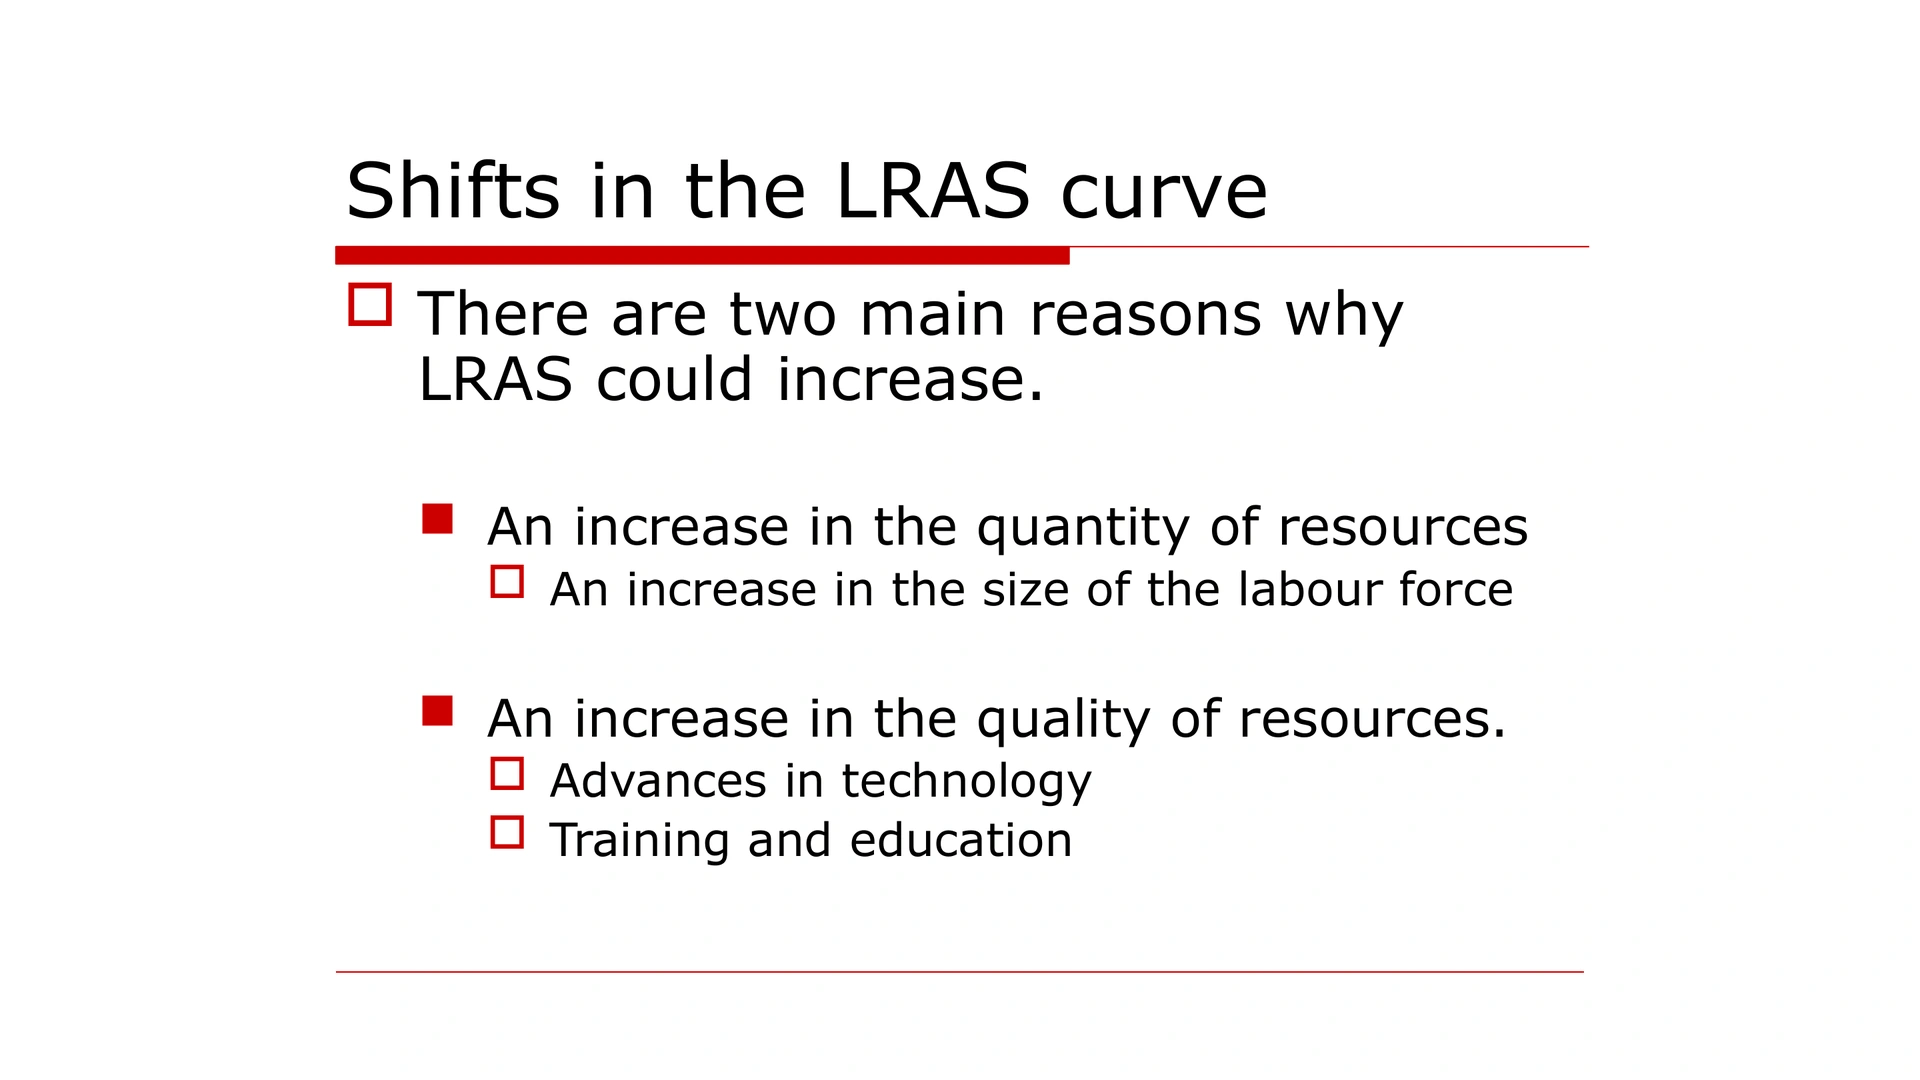 Shifts in the LRAS curve
There are two main reasons why
LRAS could increase.
An increase in the quantity of resources
An increase in the size of the labour force
An increase in the quality of resources.
Advances in technology
Training and education